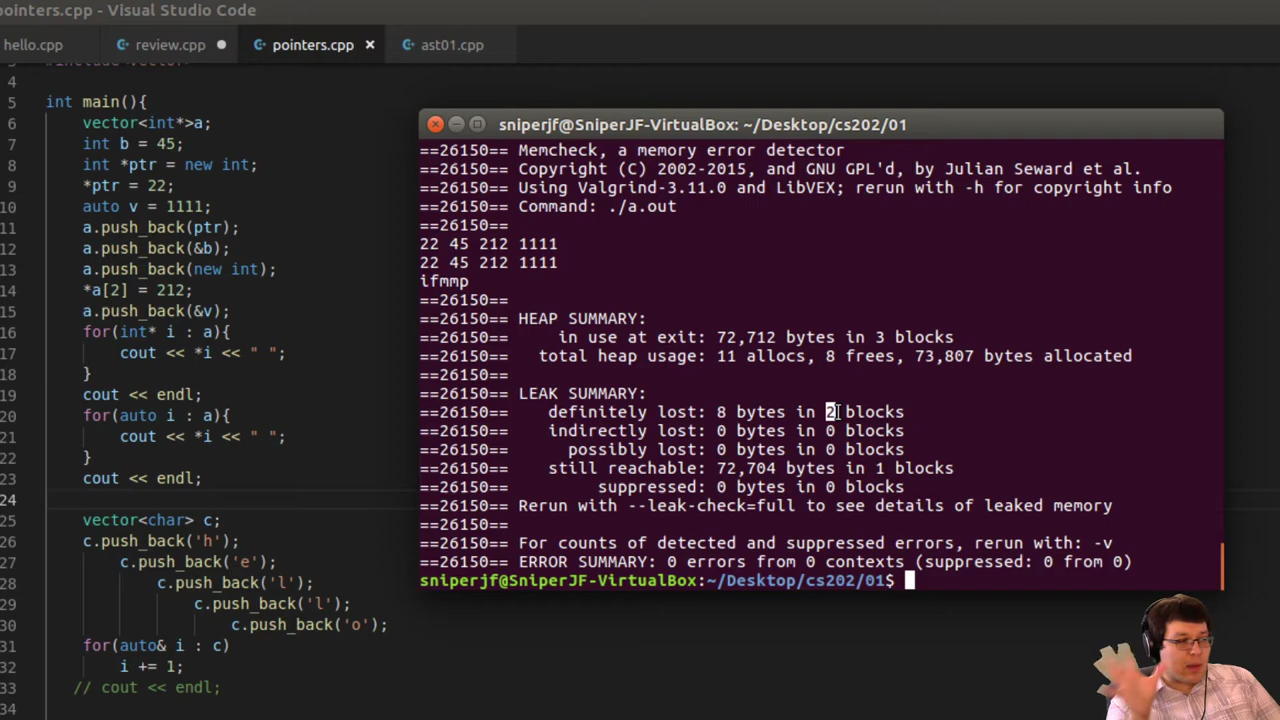 pointers.cpp - Visual Studio Code
hello.cpp
review.cpp
pointers.cpp
ast01.cpp
4
5 int main(){
6 vector<int*>a;
7 int b = 45;
8 int *ptr = new int;
9 *ptr = 22;
10 auto v = 1111;
11 a.push_back(ptr);
12 a.push_back(&b);
13 a.push_back(new int);
14 *a[2] = 212;
15 a.push_back(&v);
16 for(int* i : a){
17 cout << *i << " ";
18 }
19 cout << endl;
20 for(auto i : a){
21 cout << *i << " ";
22 }
23 cout << endl;
24
25 vector<char> c;
26 c.push_back('h');
27 c.push_back('e');
28 c.push_back('l');
29 c.push_back('l');
30 c.push_back('o');
31 for(auto& i : c)
32 i += 1;
33 // cout << endl;
34
sniperjf@SniperJF-VirtualBox: ~/Desktop/cs202/01
==26150== Memcheck, a memory error detector
==26150== Copyright (C) 2002-2015, and GNU GPL'd, by Julian Seward et al.
==26150== Using Valgrind-3.11.0 and LibVEX; rerun with -h for copyright info
==26150== Command: ./a.out
==26150==
22 45 212 1111
22 45 212 1111
ifmmp
==26150==
==26150== HEAP SUMMARY:
==26150== in use at exit: 72,712 bytes in 3 blocks
==26150== total heap usage: 11 allocs, 8 frees, 73,807 bytes allocated
==26150==
==26150== LEAK SUMMARY:
==26150== definitely lost: 8 bytes in 2 blocks
==26150== indirectly lost: 0 bytes in 0 blocks
==26150== possibly lost: 0 bytes in 0 blocks
==26150== still reachable: 72,704 bytes in 1 blocks
==26150== suppressed: 0 bytes in 0 blocks
==26150== Rerun with --leak-check=full to see details of leaked memory
==26150==
==26150== For counts of detected and suppressed errors, rerun with: -v
==26150== ERROR SUMMARY: 0 errors from 0 contexts (suppressed: 0 from 0)
sniperjf@SniperJF-VirtualBox:~/Desktop/cs202/01$